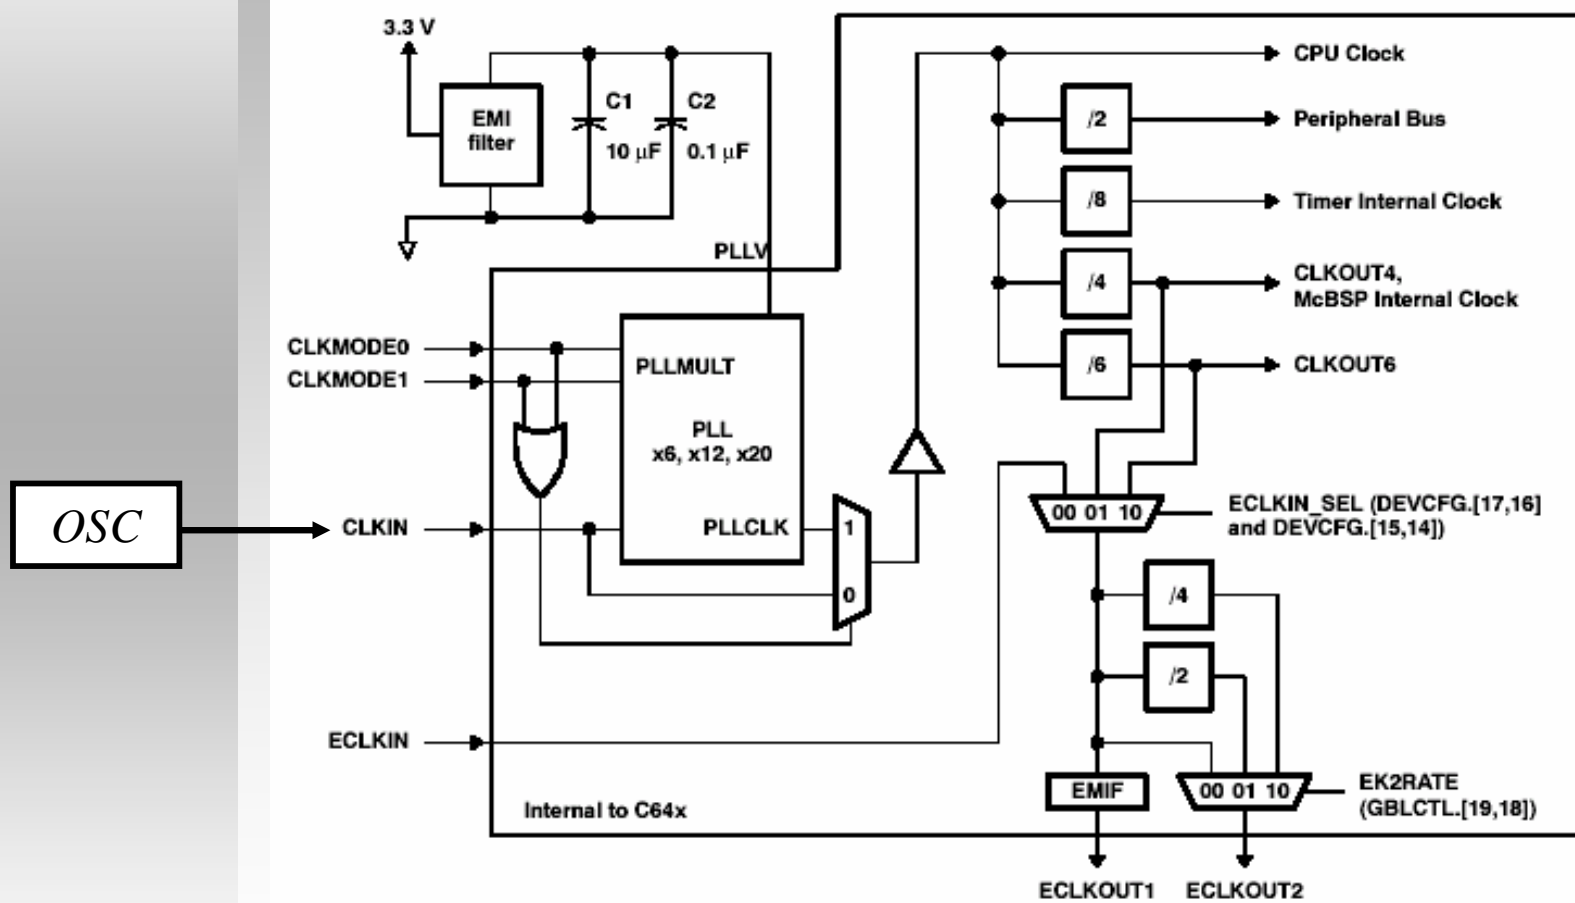 3.3 V
CPU Clock
EMI
filter
C1
C2
10 µF
0.1 µF
/2
Peripheral Bus
/8
Timer Internal Clock
PLLV
/4
CLKOUT4,
McBSP Internal Clock
CLKMODE0
CLKMODE1
PLLMULT
/6
CLKOUT6
PLL
x6, x12, x20
OSC
CLKIN
PLLCLK
1
0
00 01 10
ECLKIN_SEL (DEVCFG.[17,16]
and DEVCFG.[15,14])
/4
/2
ECLKIN
Internal to C64x
EMIF
00 01 10
EK2RATE
(GBLCTL.[19,18])
ECLKOUT1
ECLKOUT2